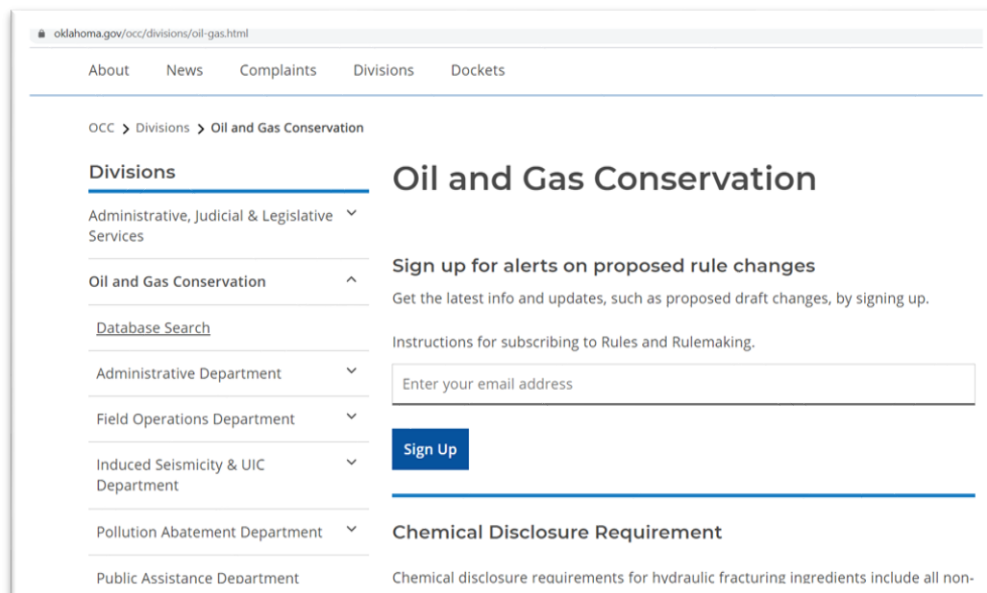 oklahoma.gov/occ/divisions/oil-gas.html
About News Complaints Divisions Dockets
OCC > Divisions > Oil and Gas Conservation
Divisions
Administrative, Judicial & Legislative
Services
Oil and Gas Conservation
Database Search
Administrative Department
Field Operations Department
Induced Seismicity & UIC
Department
Pollution Abatement Department
Public Assistance Department
Oil and Gas Conservation
Sign up for alerts on proposed rule changes
Get the latest info and updates, such as proposed draft changes, by signing up.
Instructions for subscribing to Rules and Rulemaking.
Enter your email address
Sign Up
Chemical Disclosure Requirement
Chemical disclosure requirements for hydraulic fracturing ingredients include all non-